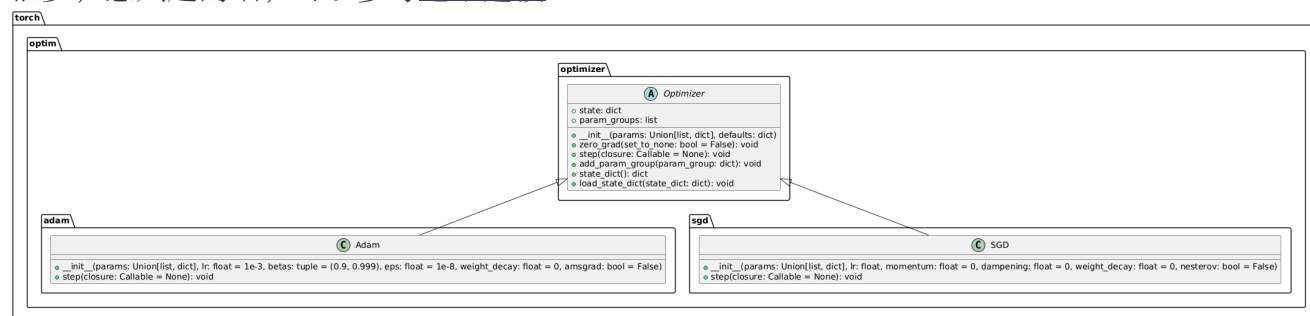 torch
optim
optimizer
A Optimizer
state: dict
param_groups: list
__init__(params: Union[list, dict], defaults: dict)
zero_grad(set_to_none: bool = False): void
step(closure: Callable = None): void
add_param_group(param_group: dict): void
state_dict(): dict
load_state_dict(state_dict: dict): void
adam
C Adam
__init__(params: Union[list, dict], lr: float = 1e-3, betas: tuple = (0.9, 0.999), eps: float = 1e-8, weight_decay: float = 0, amsgrad: bool = False)
step(closure: Callable = None): void
sgd
C SGD
__init__(params: Union[list, dict], lr: float, momentum: float = 0, dampening: float = 0, weight_decay: float = 0, nesterov: bool = False)
step(closure: Callable = None): void